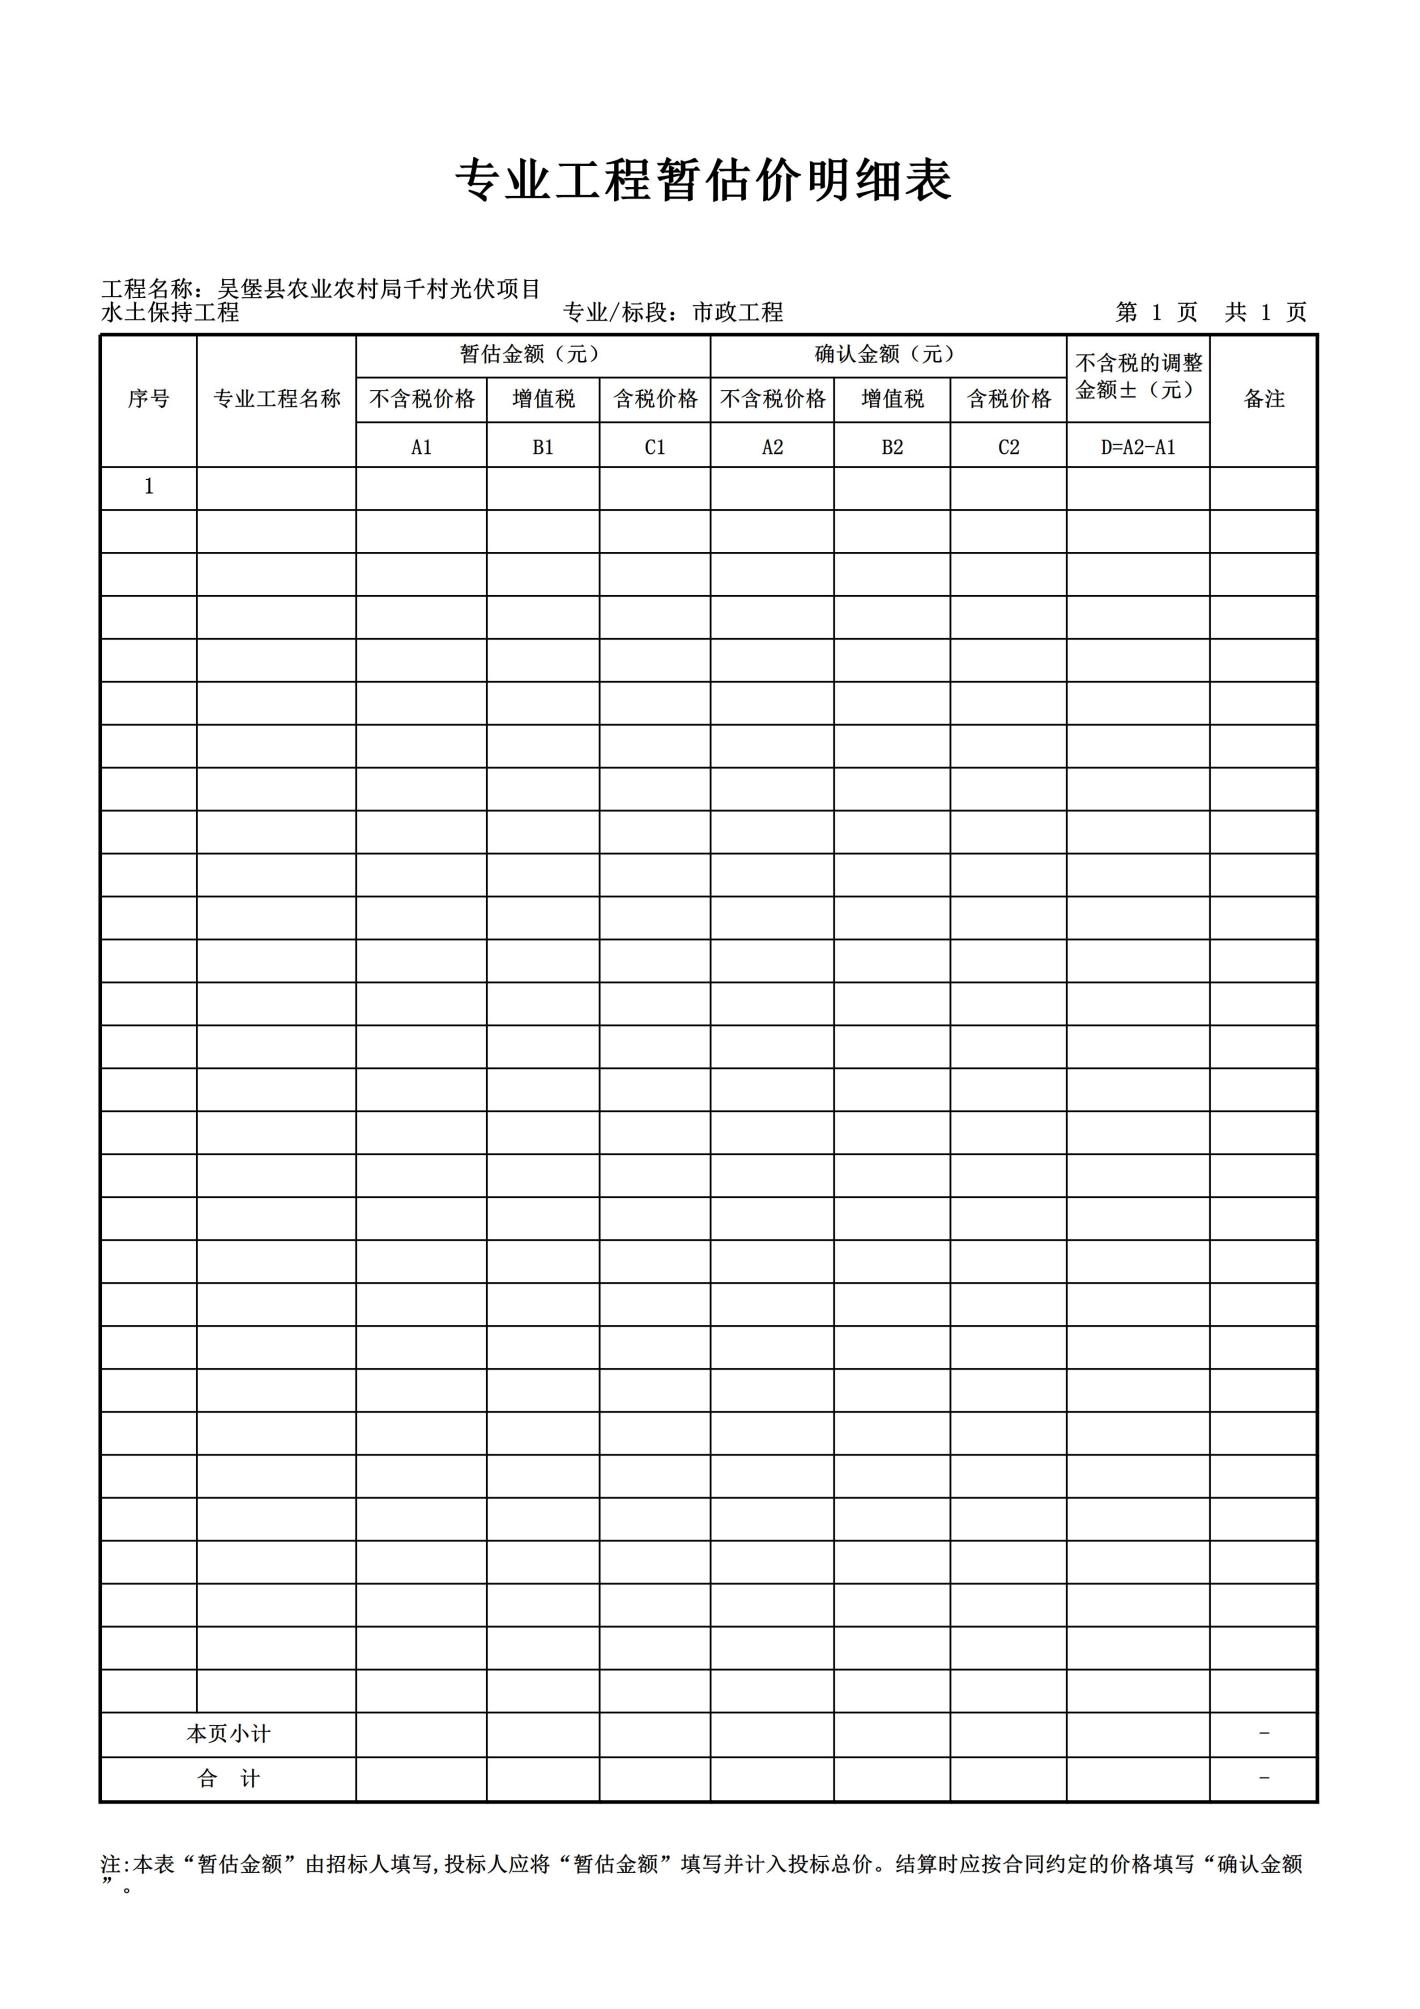 专业工程暂估价明细表
工程名称：吴堡县农业农村局千村光伏项目
水土保持工程 专业/标段：市政工程 第 1 页 共 1 页
序号 专业工程名称 暂估金额（元） 确认金额（元） 不含税的调整
金额±（元） 备注
不含税价格 增值税 含税价格 不含税价格 增值税 含税价格
A1 B1 C1 A2 B2 C2 D=A2-A1
1
本页小计 -
合 计 -
注:本表“暂估金额”由招标人填写,投标人应将“暂估金额”填写并计入投标总价。结算时应按合同约定的价格填写“确认金额
”。